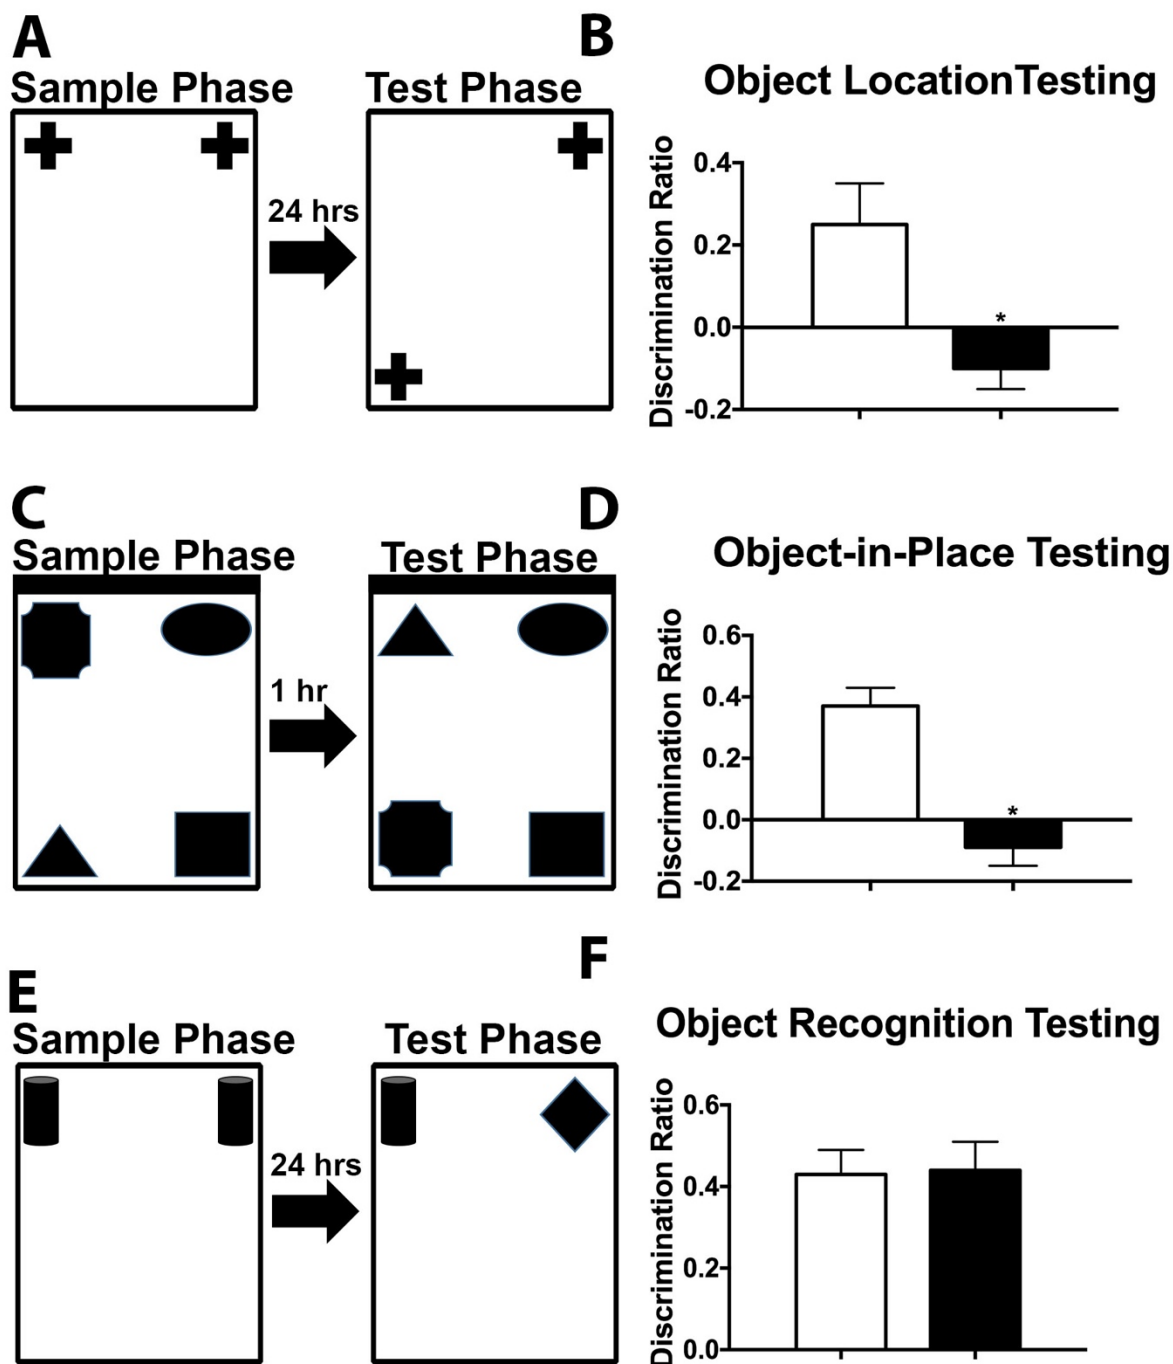 A
Sample Phase
Test Phase
24 hrs
B
Object LocationTesting
Discrimination Ratio
0.4
0.2
0.0
-0.2
*
C
Sample Phase
Test Phase
1 hr
D
Object-in-Place Testing
Discrimination Ratio
0.6
0.4
0.2
0.0
-0.2
*
E
Sample Phase
Test Phase
24 hrs
F
Object Recognition Testing
Discrimination Ratio
0.6
0.4
0.2
0.0